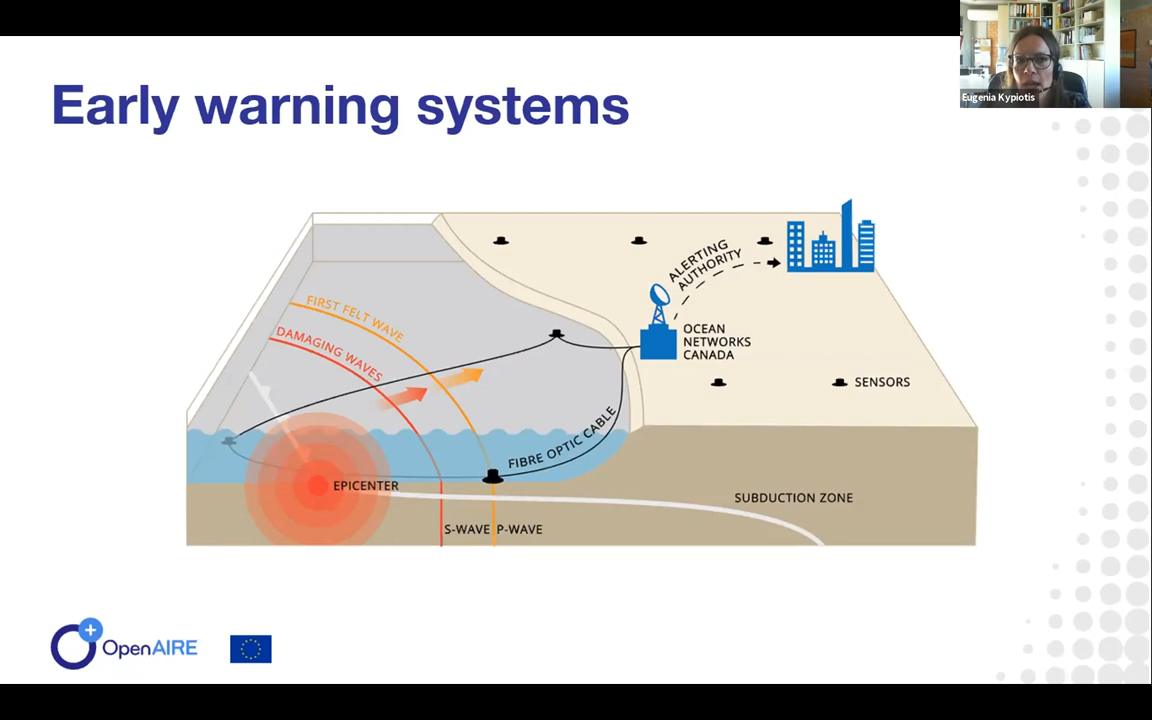 Eugenia Kypiotis
Early warning systems
ALERTING
AUTHORITY
FIRST FELT WAVE
DAMAGING WAVES
OCEAN
NETWORKS
CANADA
SENSORS
FIBRE OPTIC CABLE
EPICENTER
SUBDUCTION ZONE
S-WAVE
P-WAVE
OpenAIRE